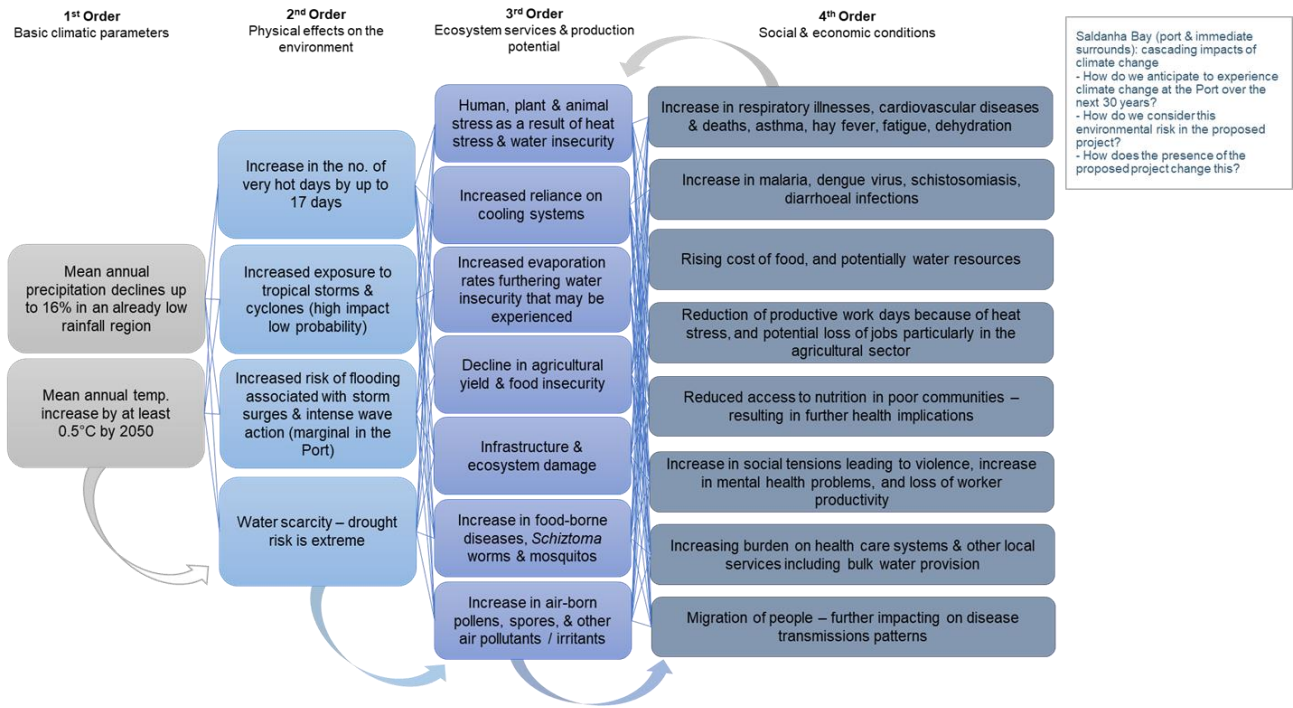 1st Order
Basic climatic parameters
2nd Order
Physical effects on the
environment
3rd Order
Ecosystem services & production
potential
4th Order
Social & economic conditions
Mean annual
precipitation declines up
to 16% in an already low
rainfall region
Mean annual temp.
increase by at least
0.5°C by 2050
Increase in the no. of
very hot days by up to
17 days
Increased exposure to
tropical storms &
cyclones (high impact
low probability)
Increased risk of flooding
associated with storm
surges & intense wave
action (marginal in the
Port)
Water scarcity – drought
risk is extreme
Human, plant & animal
stress as a result of heat
stress & water insecurity
Increased reliance on
cooling systems
Increased evaporation
rates furthering water
insecurity that may be
experienced
Decline in agricultural
yield & food insecurity
Infrastructure &
ecosystem damage
Increase in food-borne
diseases, Schiztoma
worms & mosquitos
Increase in air-born
pollens, spores, & other
air pollutants / irritants
Increase in respiratory illnesses, cardiovascular diseases
& deaths, asthma, hay fever, fatigue, dehydration
Increase in malaria, dengue virus, schistosomiasis,
diarrhoeal infections
Rising cost of food, and potentially water resources
Reduction of productive work days because of heat
stress, and potential loss of jobs particularly in the
agricultural sector
Reduced access to nutrition in poor communities –
resulting in further health implications
Increase in social tensions leading to violence, increase
in mental health problems, and loss of worker
productivity
Increasing burden on health care systems & other local
services including bulk water provision
Migration of people – further impacting on disease
transmissions patterns
Saldanha Bay (port & immediate
surrounds): cascading impacts of
climate change
- How do we anticipate to experience
climate change at the Port over the
next 30 years?
- How do we consider this
environmental risk in the proposed
project?
- How does the presence of the
proposed project change this?